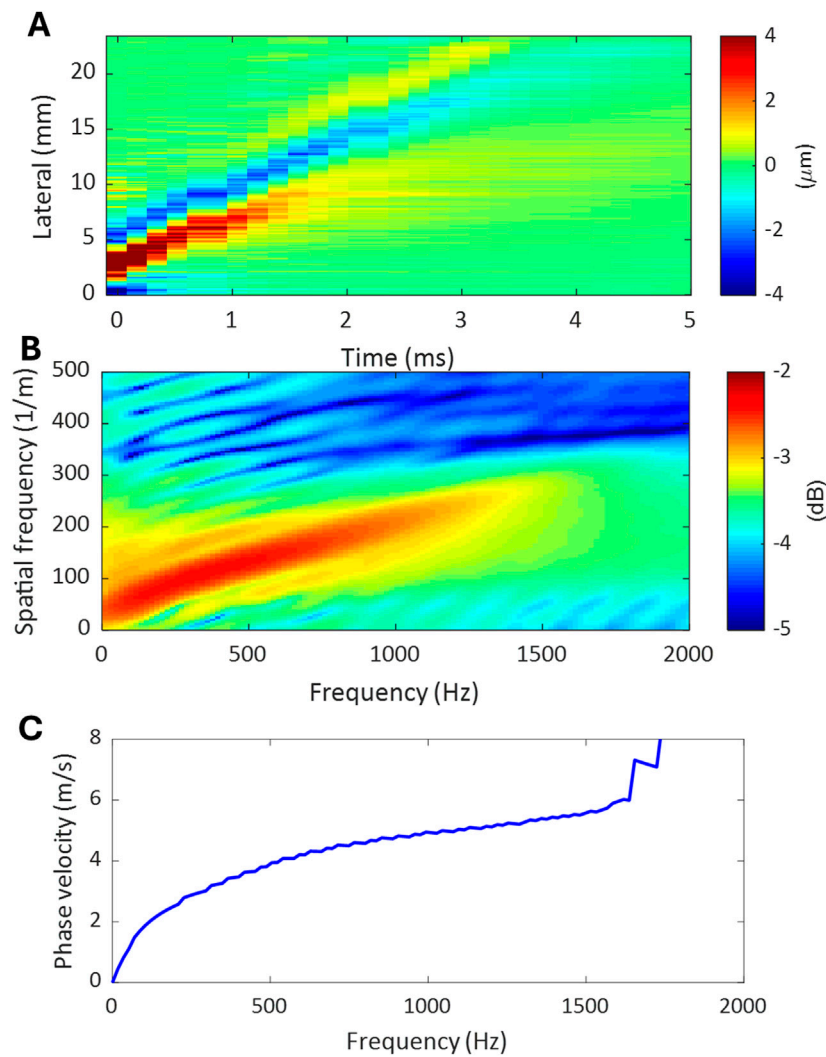 A
Lateral (mm)
20
15
10
5
0
0 1 2 3 4 5
Time (ms)
4
2
0
-2
-4
(μm)
B
Spatial frequency (1/m)
500
400
300
200
100
0
0 500 1000 1500 2000
Frequency (Hz)
-2
-3
-4
-5
(dB)
C
Phase velocity (m/s)
8
6
4
2
0
0 500 1000 1500 2000
Frequency (Hz)